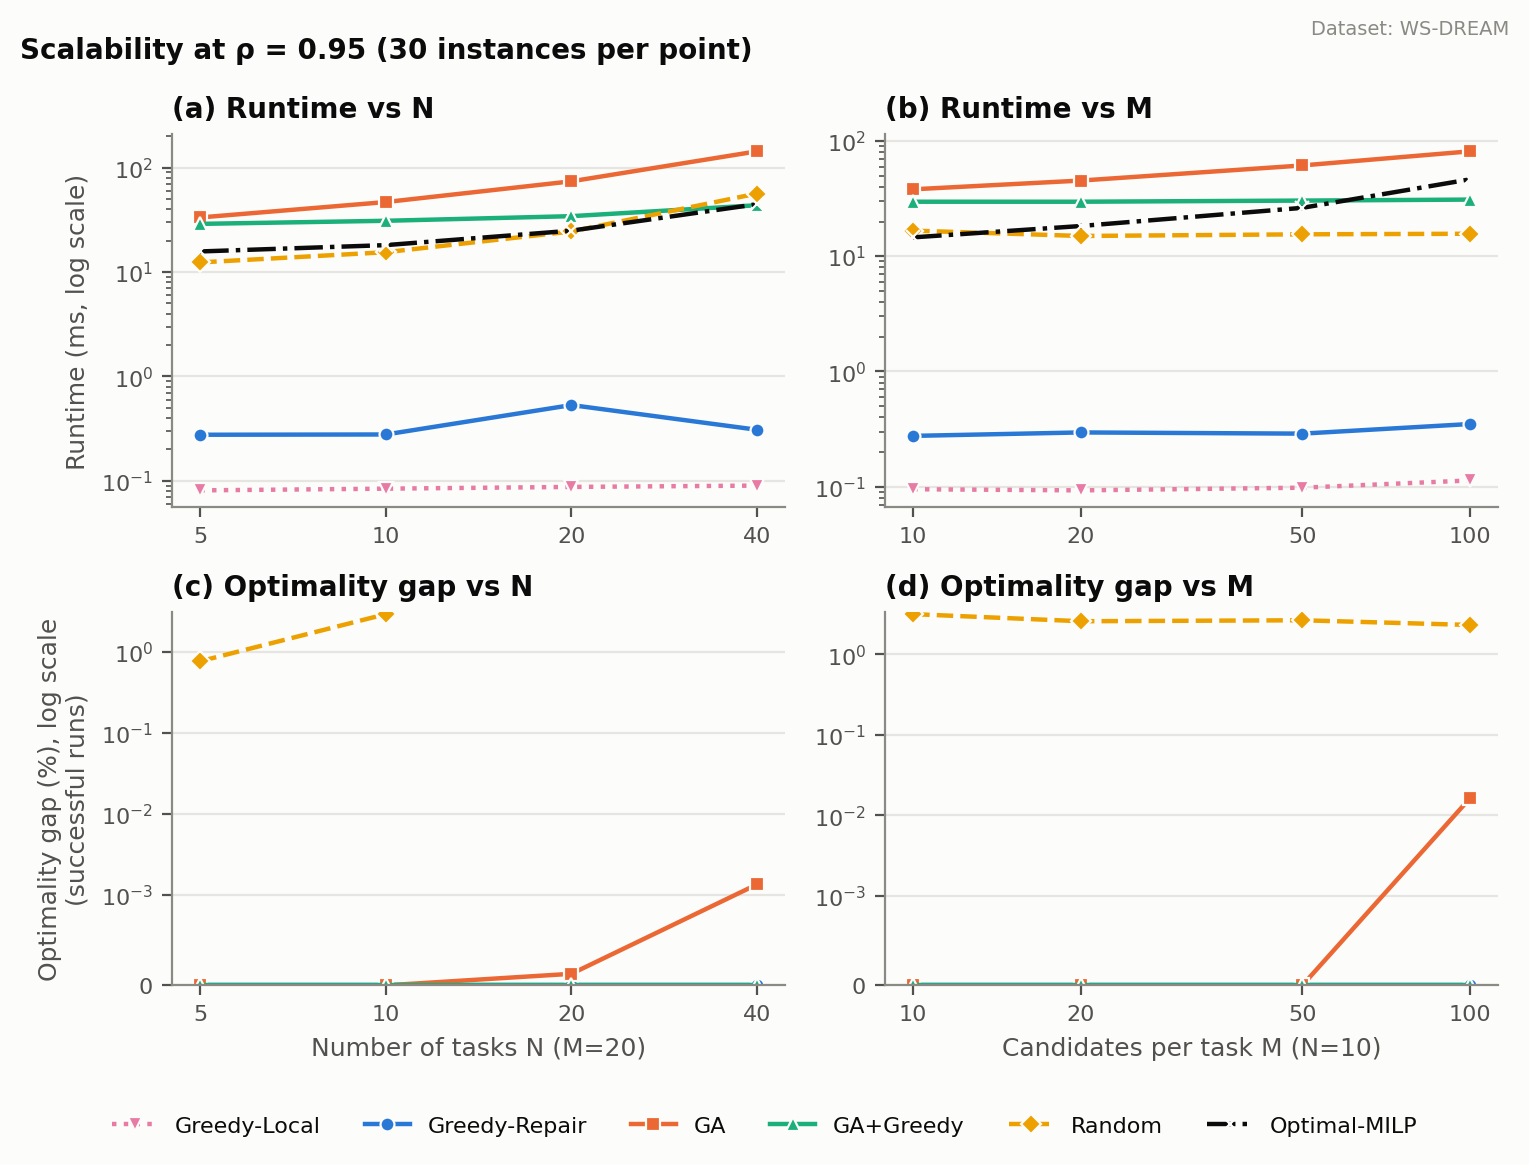 Dataset: WS-DREAM
Scalability at ρ = 0.95 (30 instances per point)
(a) Runtime vs N
Runtime (ms, log scale)
10²
10¹
10⁰
10⁻¹
5 10 20 40
(b) Runtime vs M
10²
10¹
10⁰
10⁻¹
10 20 50 100
(c) Optimality gap vs N
Optimality gap (%), log scale
(successful runs)
10⁰
10⁻¹
10⁻²
10⁻³
0
5 10 20 40
Number of tasks N (M=20)
(d) Optimality gap vs M
10⁰
10⁻¹
10⁻²
10⁻³
0
10 20 50 100
Candidates per task M (N=10)
Greedy-Local Greedy-Repair GA GA+Greedy Random Optimal-MILP